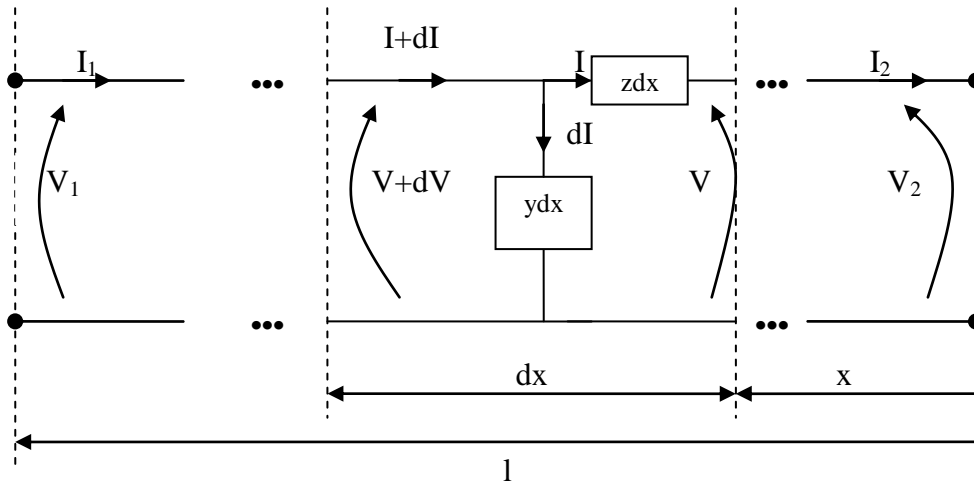 I+dI
I₁ I I₂
... zdx ...
dI
V₁ V+dV ydx V V₂
... ...
dx x
l